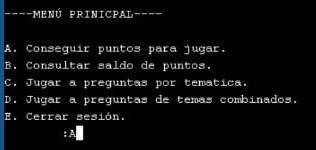 ----MENÚ PRINICPAL----
A. Conseguir puntos para jugar.
B. Consultar saldo de puntos.
C. Jugar a preguntas por tematica.
D. Jugar a preguntas de temas combinados.
E. Cerrar sesión.
:A